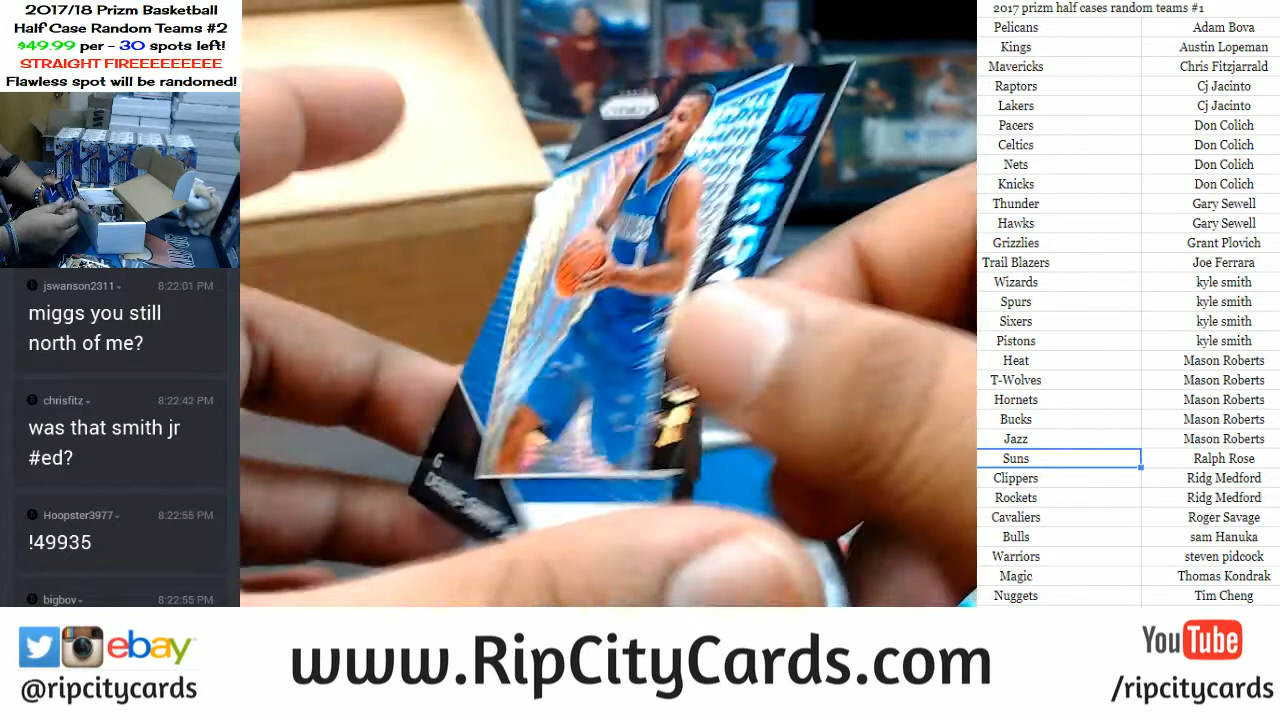 2017/18 Prizm Basketball
Half Case Random Teams #2
$49.99 per - 30 spots left!
STRAIGHT FIREEEEEEEEE
Flawless spot will be randomed!
jswanson2311
8:22:01 PM
miggs you still
north of me?
chrisfitz
8:22:42 PM
was that smith jr
#ed?
Hoopster3977
8:22:55 PM
!49935
bigboy
8:22:55 PM
2017 prizm half cases random teams #1
Pelicans Adam Bova
Kings Austin Lopeman
Mavericks Chris Fitzjarrald
Raptors Cj Jacinto
Lakers Cj Jacinto
Pacers Don Colich
Celtics Don Colich
Nets Don Colich
Knicks Don Colich
Thunder Gary Sewell
Hawks Gary Sewell
Grizzlies Grant Plovich
Trail Blazers Joe Ferrara
Wizards kyle smith
Spurs kyle smith
Sixers kyle smith
Pistons kyle smith
Heat Mason Roberts
T-Wolves Mason Roberts
Hornets Mason Roberts
Bucks Mason Roberts
Jazz Mason Roberts
Suns Ralph Rose
Clippers Ridg Medford
Rockets Ridg Medford
Cavaliers Roger Savage
Bulls sam Hanuka
Warriors steven pidcock
Magic Thomas Kondrak
Nuggets Tim Cheng
ebay
@ripcitycards
www.RipCityCards.com
YouTube
/ripcitycards